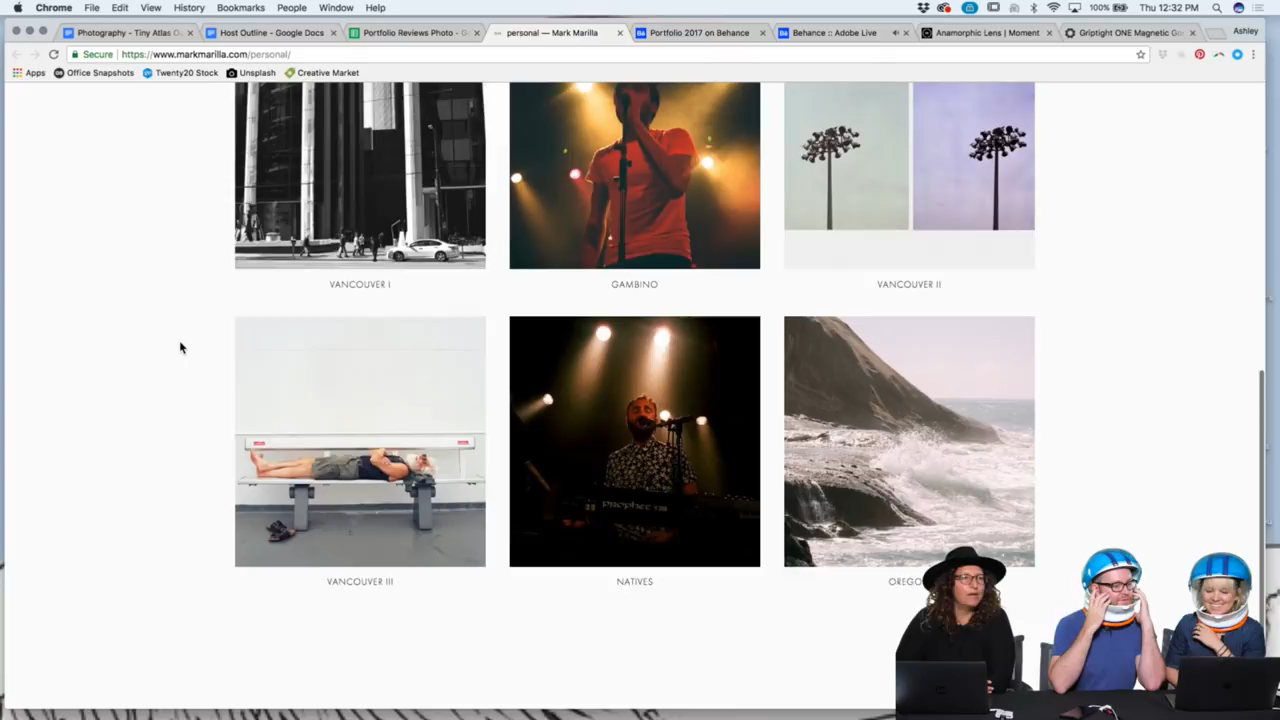 Chrome File Edit View History Bookmarks People Window Help 100% Thu 12:32 PM
Photography - Tiny Atlas Q Host Outline - Google Docs Portfolio Reviews Photo - G personal — Mark Marilla Portfolio 2017 on Behance Behance :: Adobe Live Anamorphic Lens | Moment Griptight ONE Magnetic Go Ashley
Secure https://www.markmarilla.com/personal/
Apps Office Snapshots Twenty20 Stock Unsplash Creative Market
VANCOUVER I GAMBINO VANCOUVER II
VANCOUVER III NATIVES OREGO